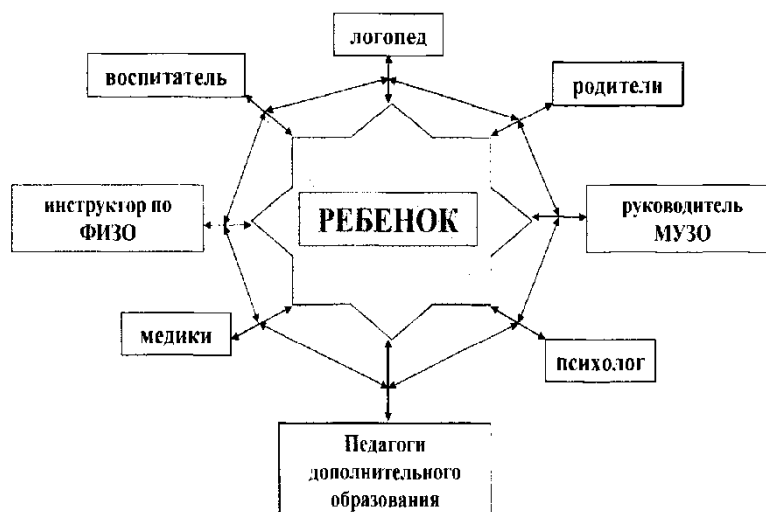 логопед
воспитатель
родители
инструктор по
ФИЗО
РЕБЕНОК
руководитель
МУЗО
медики
психолог
Педагоги
дополнительного
образования